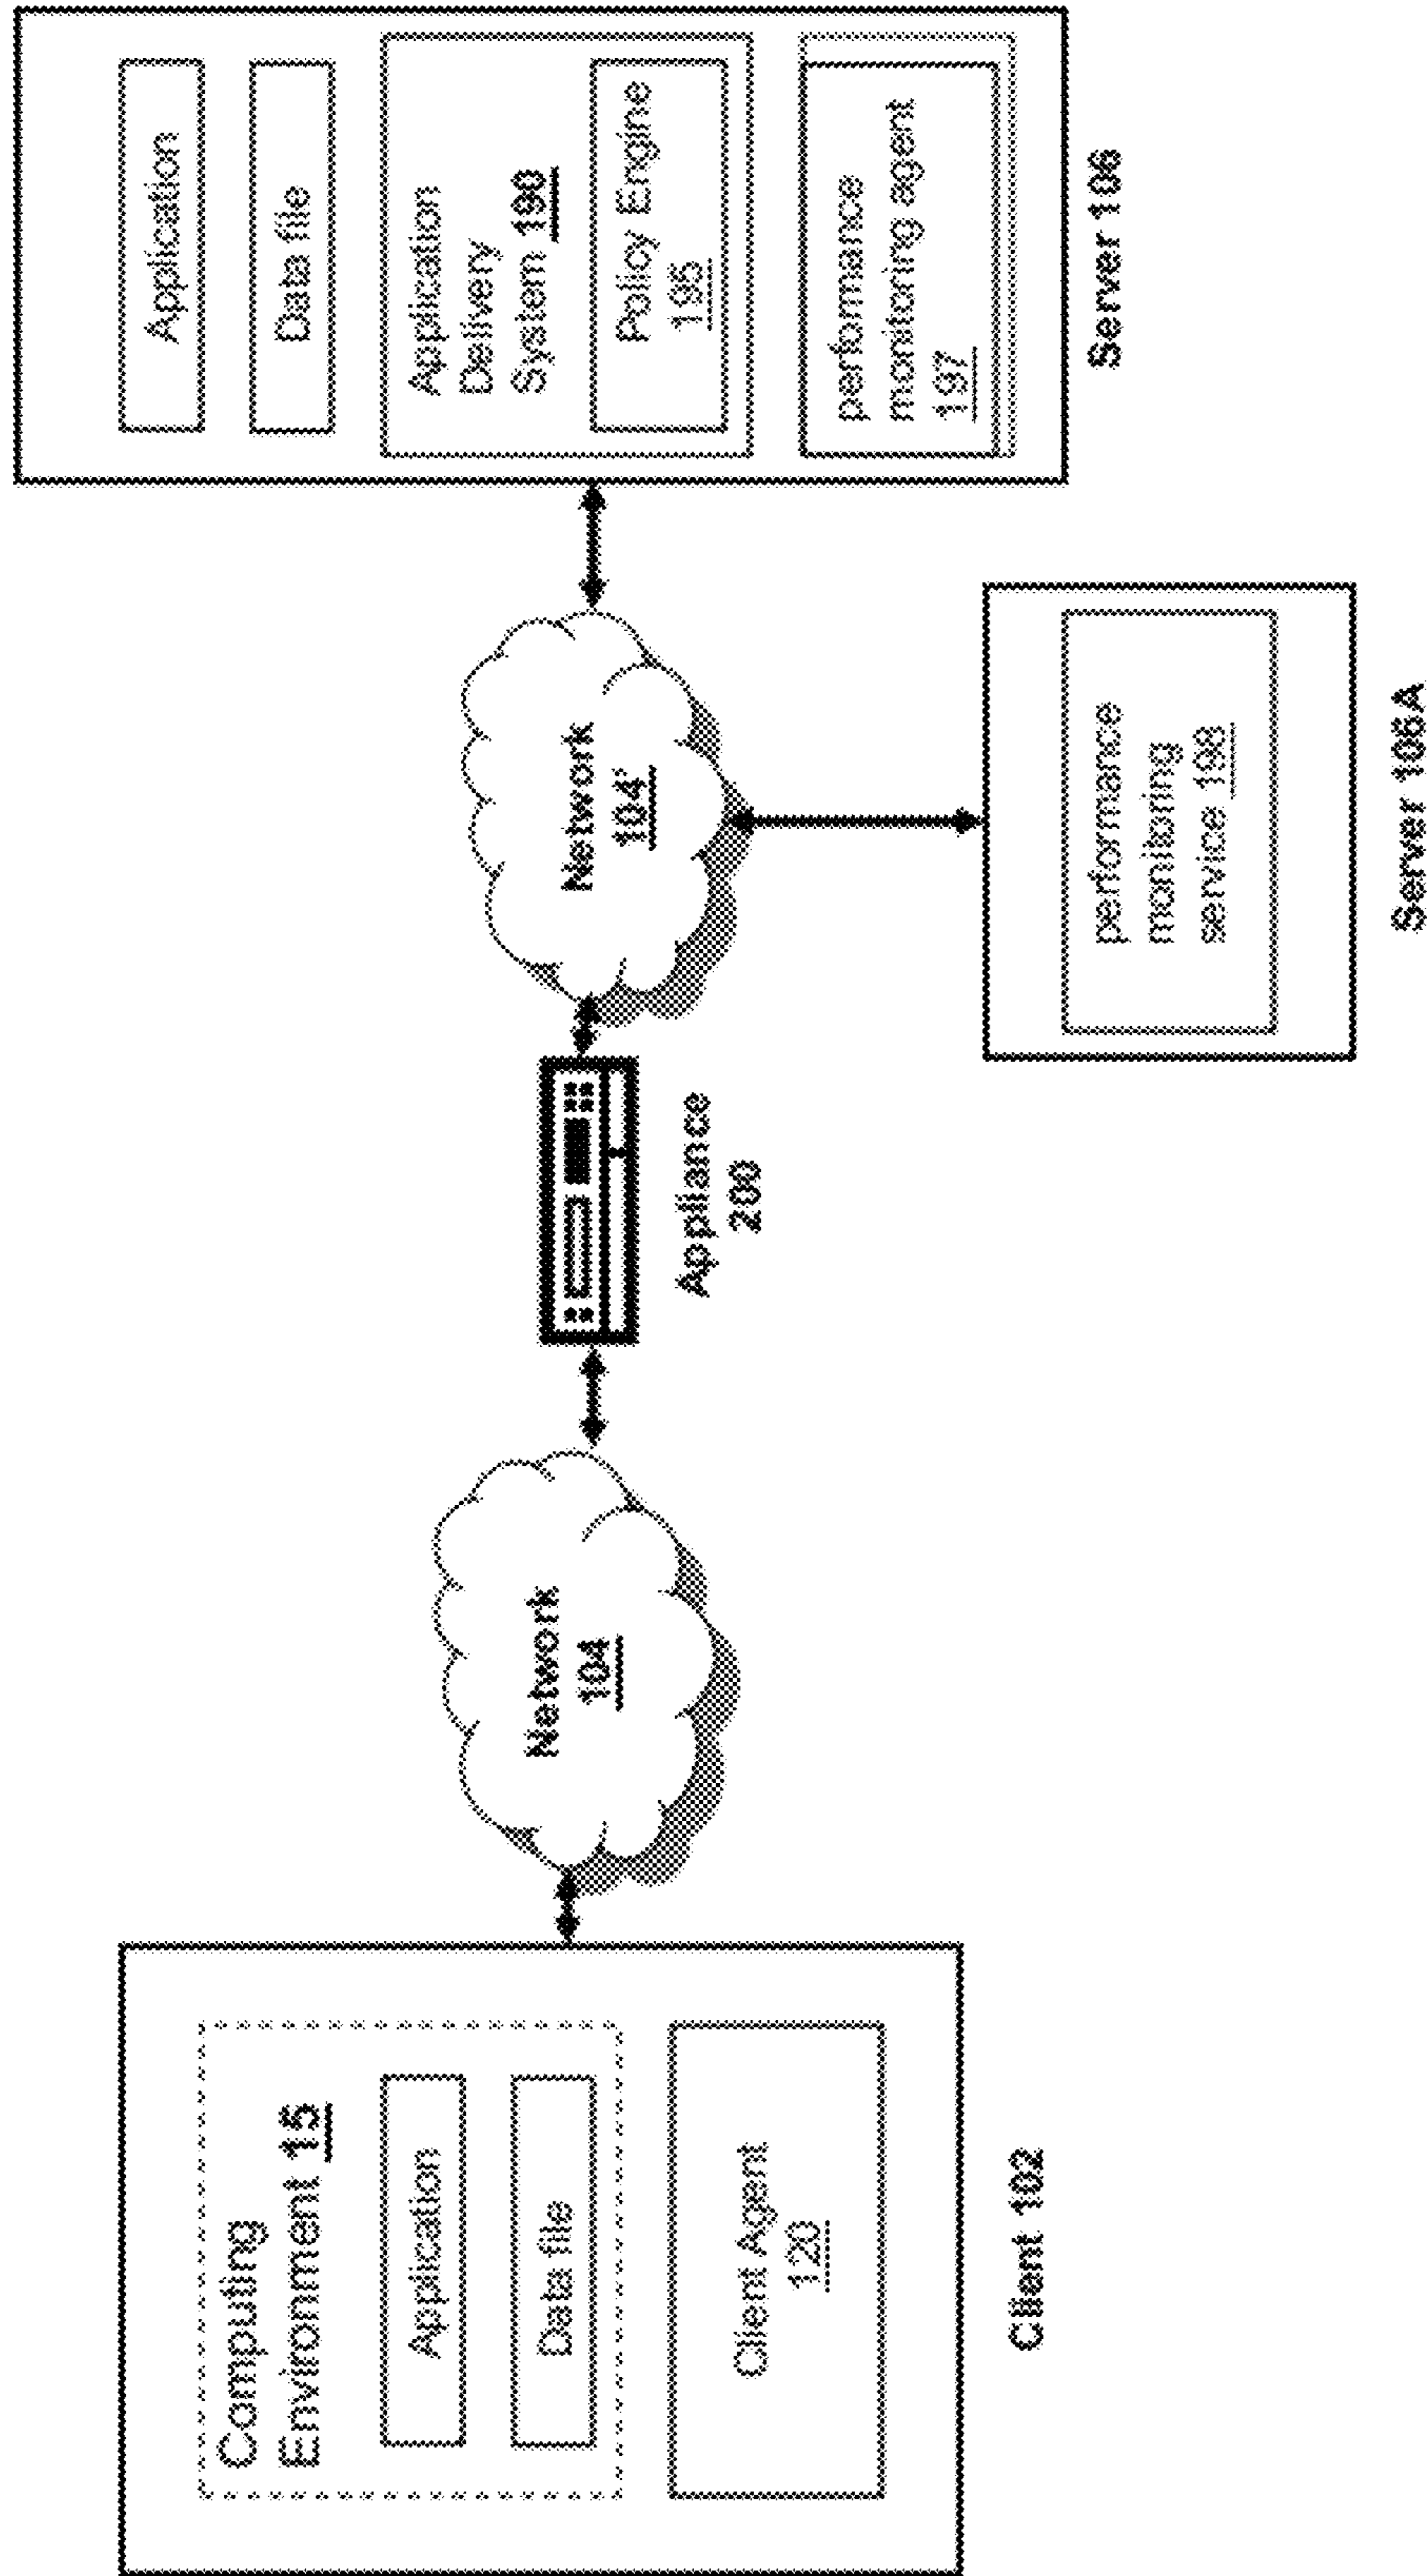 Computing
Environment 15
Application
Data file
Client Agent
120
Client 102
Network
104
Appliance
200
Network
104'
performance
monitoring
service 198
Server 106A
Application
Data file
Application
Delivery
System 190
Policy Engine
195
performance
monitoring agent
197
Server 106